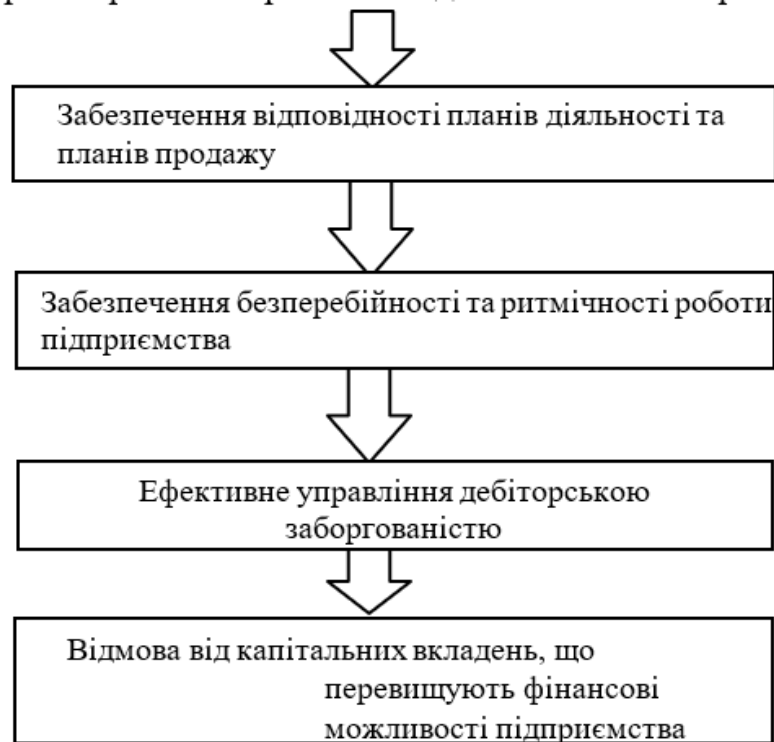 Забезпечення відповідності планів діяльності та
планів продажу
Забезпечення безперебійності та ритмічності роботи
підприємства
Ефективне управління дебіторською
заборгованістю
Відмова від капітальних вкладень, що
перевищують фінансові
можливості підприємства